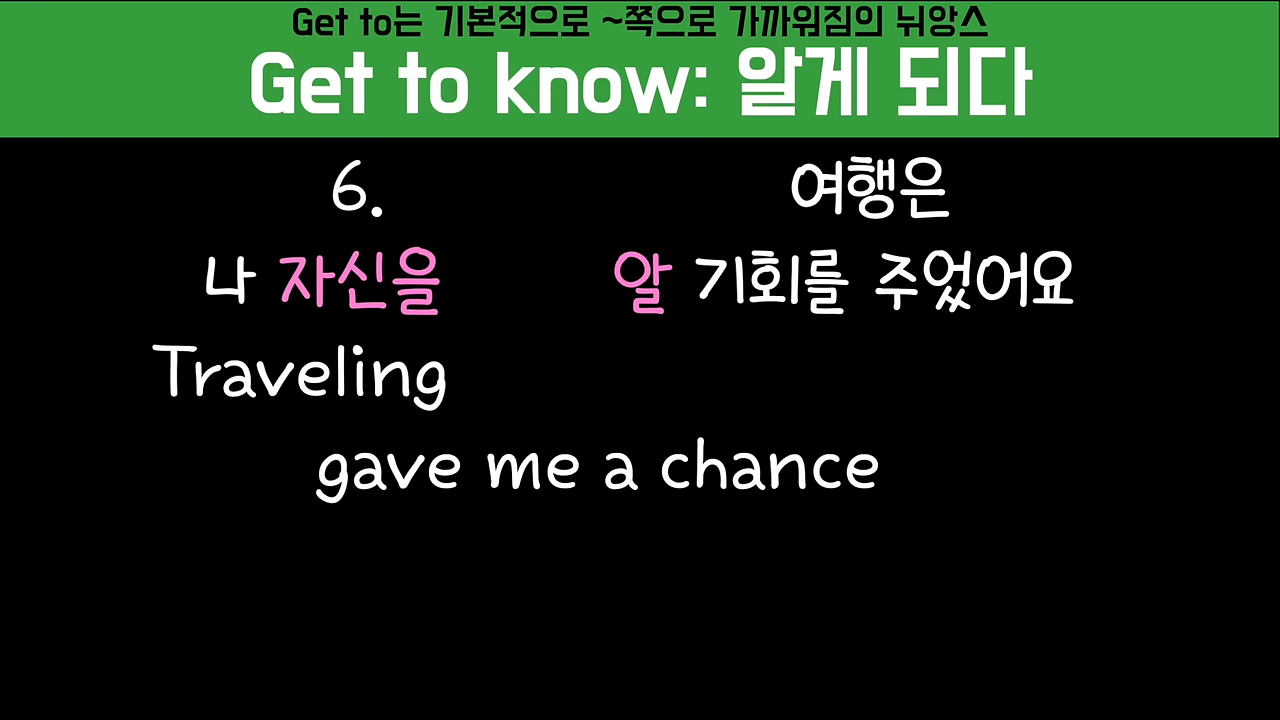 Get to는 기본적으로 ~쪽으로 가까워짐의 뉘앙스
Get to know: 알게 되다
6. 여행은
나 자신을 알 기회를 주었어요
Traveling
gave me a chance